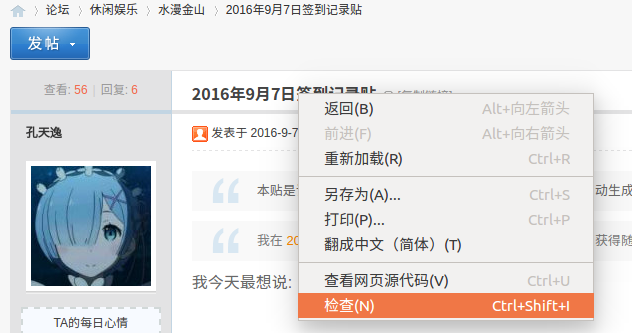 论坛 休闲娱乐 水漫金山 2016年9月7日签到记录贴
发帖
查看: 56 | 回复: 6
2016年9月7日签到记录贴
孔天逸
发表于 2016-9-7
本贴是
动生成
我在 20
获得随
我今天最想说:
TA的每日心情
返回(B) Alt+向左箭头
前进(F) Alt+向右箭头
重新加载(R) Ctrl+R
另存为(A)... Ctrl+S
打印(P)... Ctrl+P
翻成中文（简体）(T)
查看网页源代码(V) Ctrl+U
检查(N) Ctrl+Shift+I